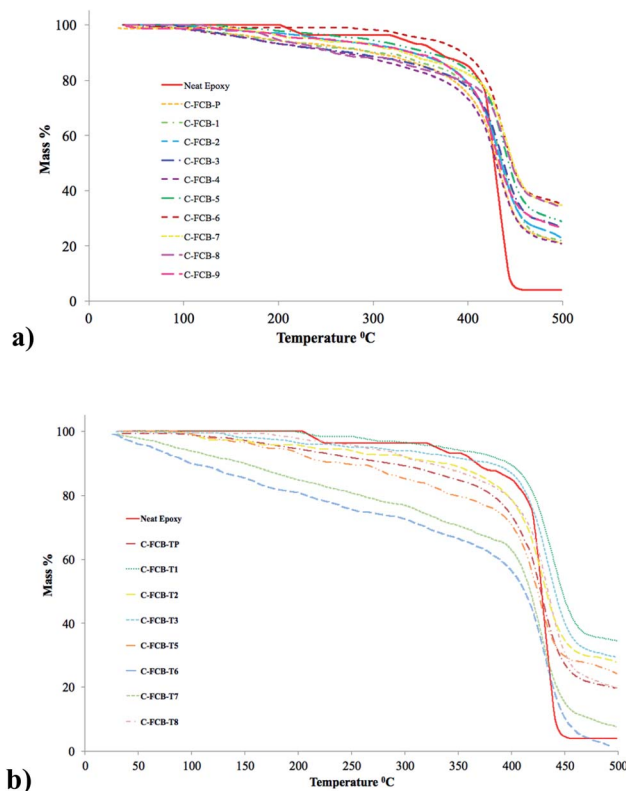 100
80
60
40
20
0
Mass %
Neat Epoxy
C-FCB-P
C-FCB-1
C-FCB-2
C-FCB-3
C-FCB-4
C-FCB-5
C-FCB-6
C-FCB-7
C-FCB-8
C-FCB-9
0 100 200 300 400 500
Temperature ⁰C
a)
100
80
60
40
20
0
Mass %
Neat Epoxy
C-FCB-TP
C-FCB-T1
C-FCB-T2
C-FCB-T3
C-FCB-T5
C-FCB-T6
C-FCB-T7
C-FCB-T8
0 50 100 150 200 250 300 350 400 450 500
Temperature ⁰C
b)